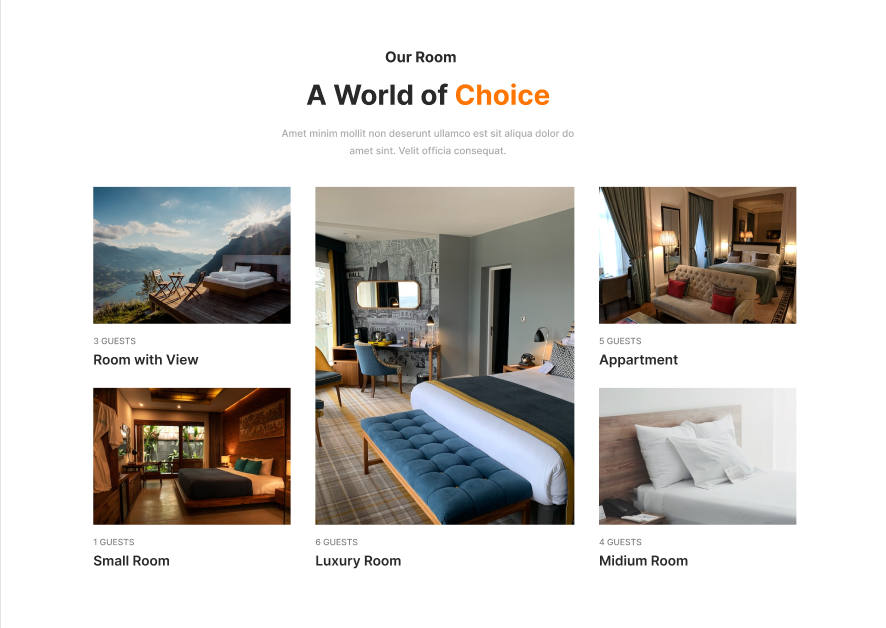 Our Room
A World of Choice
Amet minim mollit non deserunt ullamco est sit aliqua dolor do
amet sint. Velit officia consequat.
3 GUESTS
Room with View
1 GUESTS
Small Room
6 GUESTS
Luxury Room
5 GUESTS
Appartment
4 GUESTS
Midium Room